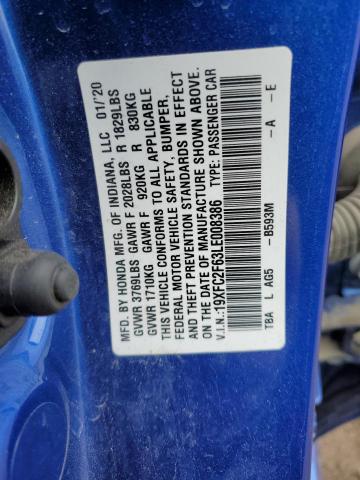 MFD. BY HONDA MFG. OF INDIANA, LLC 01/'20
GVWR 3769LBS GAWR F 2028LBS R 1829LBS
GVWR 1710KG GAWR F 920KG R 830KG
THIS VEHICLE CONFORMS TO ALL APPLICABLE
FEDERAL MOTOR VEHICLE SAFETY, BUMPER,
AND THEFT PREVENTION STANDARDS IN EFFECT
ON THE DATE OF MANUFACTURE SHOWN ABOVE.
V.I.N.: 19XFC2F63LE008386 TYPE: PASSENGER CAR
TBA L AG5 -B593M -A -E